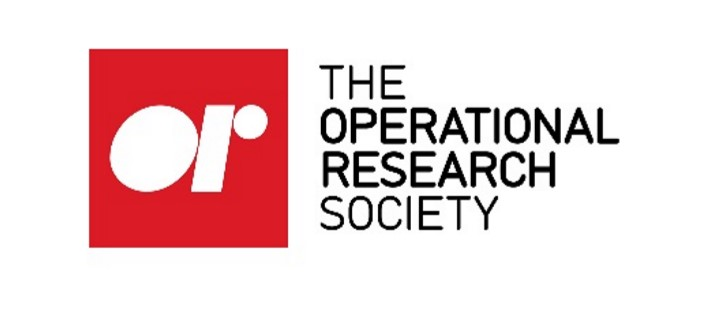 or
THE
OPERATIONAL
RESEARCH
SOCIETY